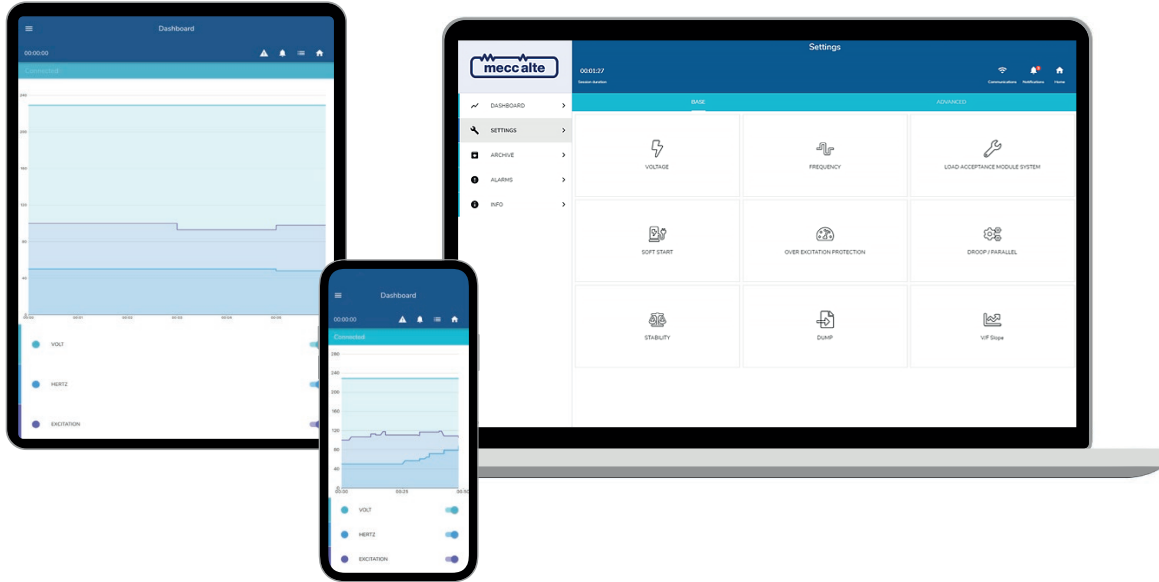 Dashboard
00:00:00
Connected
240
200
160
120
80
40
0
VOLT
HERTZ
EXCITATION
Dashboard
00:00:00
Connected
280
240
200
160
120
80
40
0
00:00 00:25 00:50
VOLT
HERTZ
EXCITATION
mecc alte
DASHBOARD
SETTINGS
ARCHIVE
ALARMS
INFO
Settings
00:01:27
Session duration
Communications Notifications Home
BASE ADVANCED
VOLTAGE FREQUENCY LOAD ACCEPTANCE MODULE SYSTEM
SOFT START OVER EXCITATION PROTECTION DROOP / PARALLEL
STABILITY DUMP V/F Slope